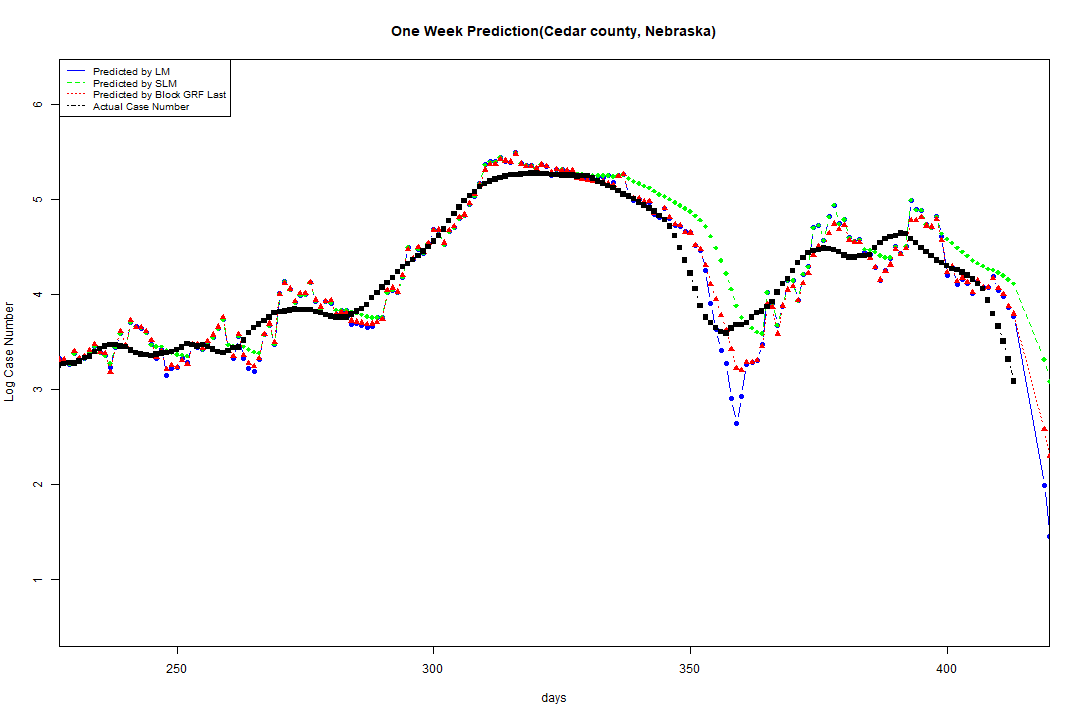 One Week Prediction(Cedar county, Nebraska)
Predicted by LM
Predicted by SLM
Predicted by Block GRF Last
Actual Case Number
6
5
4
3
2
1
Log Case Number
250 300 350 400
days